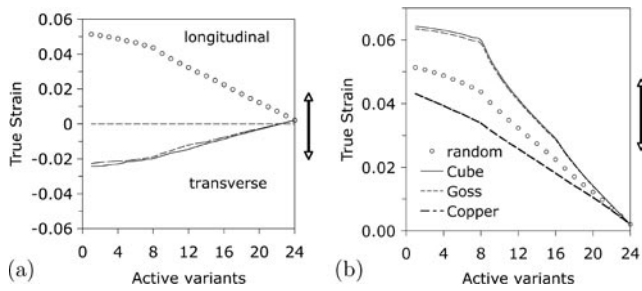 0.06
0.04
0.02
0
-0.02
-0.04
-0.06
True Strain
longitudinal
transverse
0 4 8 12 16 20 24
(a) Active variants
0.06
0.04
0.02
0.00
True Strain
random
Cube
Goss
Copper
0 4 8 12 16 20 24
(b) Active variants